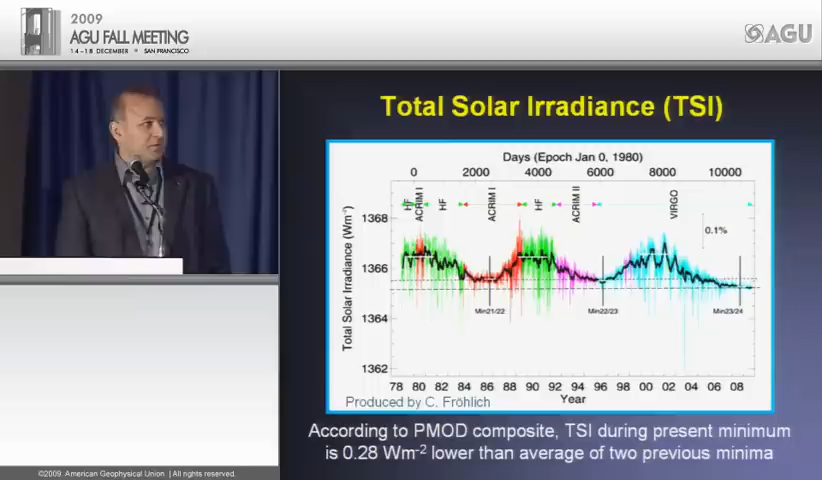 2009
AGU FALL MEETING
14-18 DECEMBER • SAN FRANCISCO
AGU
Total Solar Irradiance (TSI)
Days (Epoch Jan 0, 1980)
0 2000 4000 6000 8000 10000
HF ACRIM I HF ACRIM I HF ACRIM II VIRGO
0.1%
Total Solar Irradiance (Wm⁻²)
1368
1366
1364
1362
Min21/22 Min22/23 Min23/24
78 80 82 84 86 88 90 92 94 96 98 00 02 04 06 08
Year
Produced by C. Fröhlich
According to PMOD composite, TSI during present minimum
is 0.28 Wm⁻² lower than average of two previous minima
©2009. American Geophysical Union. | All rights reserved.